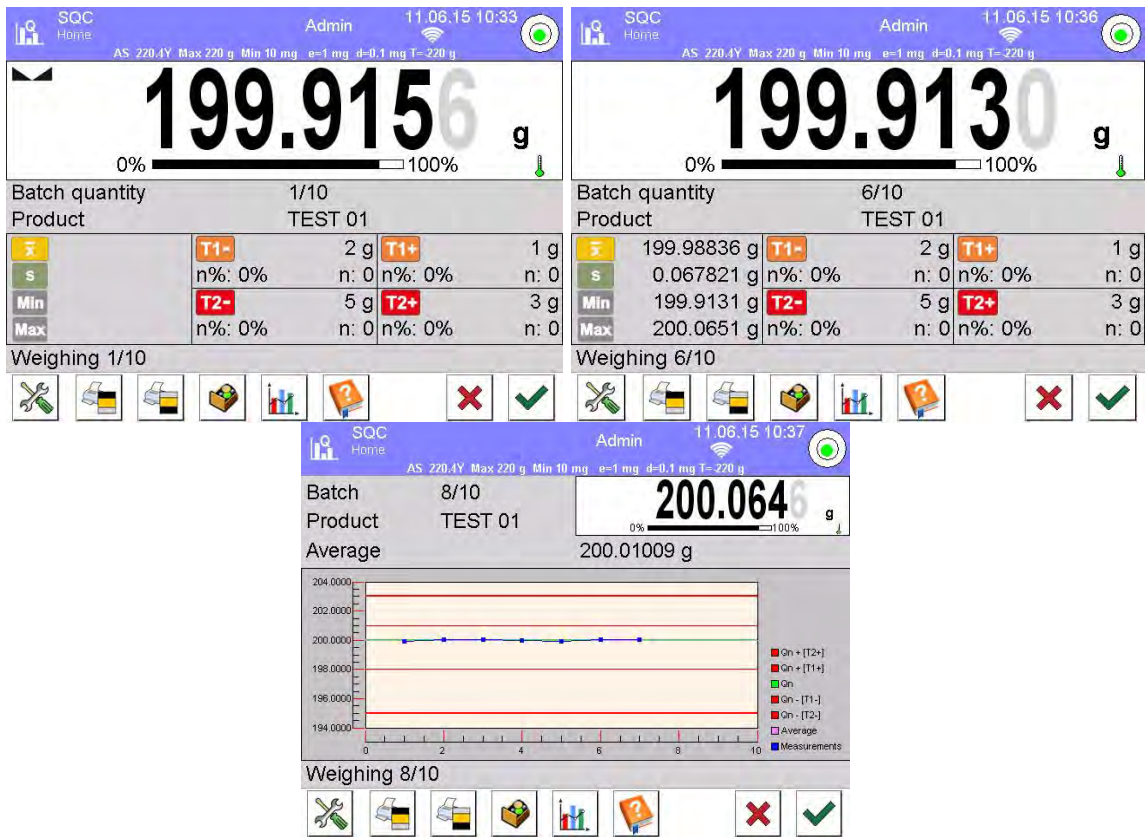 SQC
Home
Admin
11.06.15 10:33
AS 220.4Y Max 220 g Min 10 mg e=1 mg d=0.1 mg T=-220 g
199.9156 g
0% 100%
Batch quantity 1/10
Product TEST 01
x T1- 2 g T1+ 1 g
s n%: 0% n: 0 n%: 0% n: 0
Min T2- 5 g T2+ 3 g
Max n%: 0% n: 0 n%: 0% n: 0
Weighing 1/10
SQC
Home
Admin
11.06.15 10:36
AS 220.4Y Max 220 g Min 10 mg e=1 mg d=0.1 mg T=-220 g
199.9130 g
0% 100%
Batch quantity 6/10
Product TEST 01
x 199.98836 g T1- 2 g T1+ 1 g
s 0.067821 g n%: 0% n: 0 n%: 0% n: 0
Min 199.9131 g T2- 5 g T2+ 3 g
Max 200.0651 g n%: 0% n: 0 n%: 0% n: 0
Weighing 6/10
SQC
Home
Admin
11.06.15 10:37
AS 220.4Y Max 220 g Min 10 mg e=1 mg d=0.1 mg T=-220 g
Batch 8/10
Product TEST 01
200.0646 g
0% 100%
Average 200.01009 g
204.0000
202.0000
200.0000
198.0000
196.0000
194.0000
0 2 4 6 8 10
Qn + [T2+]
Qn + [T1+]
Qn
Qn - [T1-]
Qn - [T2-]
Average
Measurements
Weighing 8/10